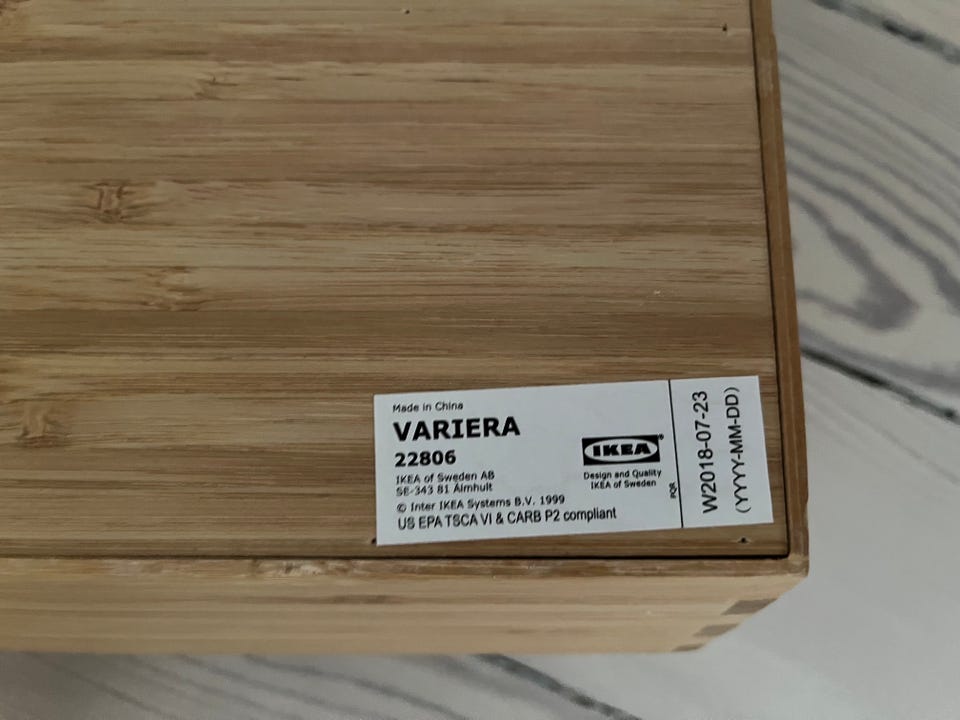 Made in China
VARIERA
22806
IKEA of Sweden AB
SE-343 81 Älmhult
© Inter IKEA Systems B.V. 1999
US EPA TSCA VI & CARB P2 compliant
IKEA®
Design and Quality
IKEA of Sweden
PQR
W2018-07-23
(YYYY-MM-DD)